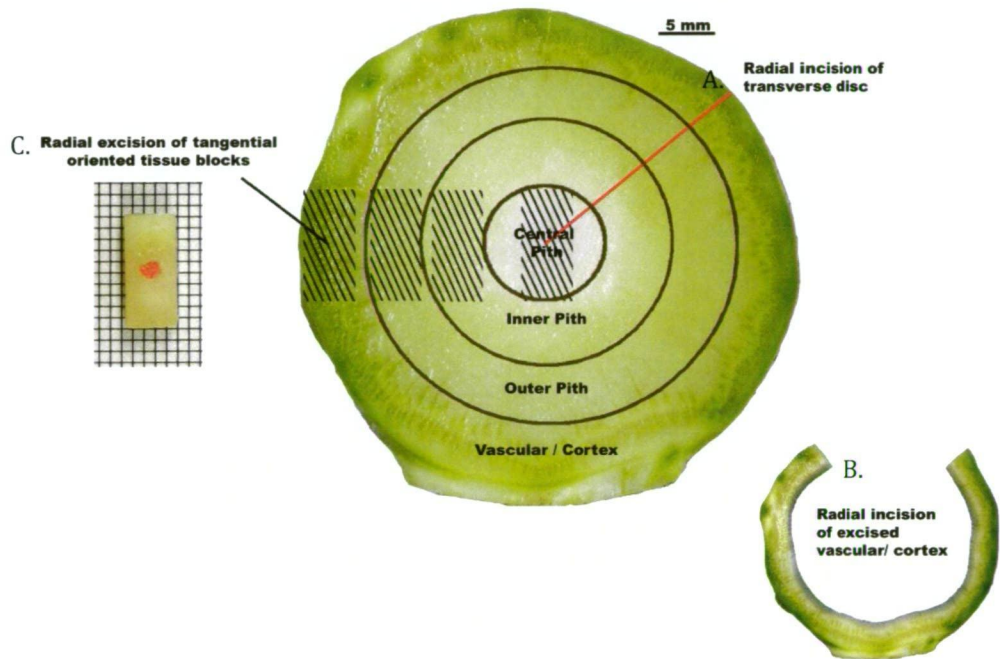 5 mm
A.
Radial incision of
transverse disc
C.
Radial excision of tangential
oriented tissue blocks
Central
Pith
Inner Pith
Outer Pith
Vascular / Cortex
B.
Radial incision
of excised
vascular/ cortex